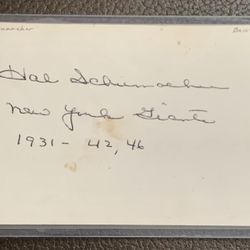 Hal Schumacher
New York Giants
1931 - 42, 46